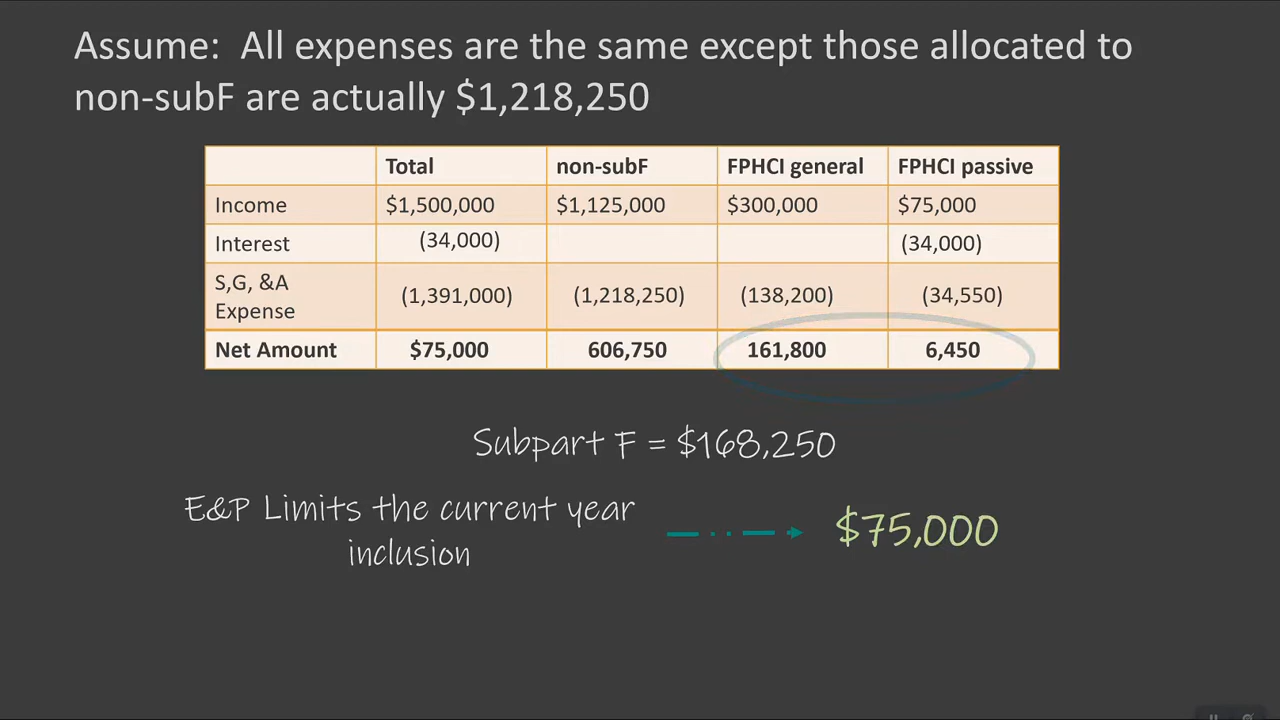 Assume: All expenses are the same except those allocated to
non-subF are actually $1,218,250
Total non-subF FPHCI general FPHCI passive
Income $1,500,000 $1,125,000 $300,000 $75,000
Interest (34,000) (34,000)
S,G, &A
Expense (1,391,000) (1,218,250) (138,200) (34,550)
Net Amount $75,000 606,750 161,800 6,450
Subpart F = $168,250
E&P Limits the current year
inclusion
$75,000